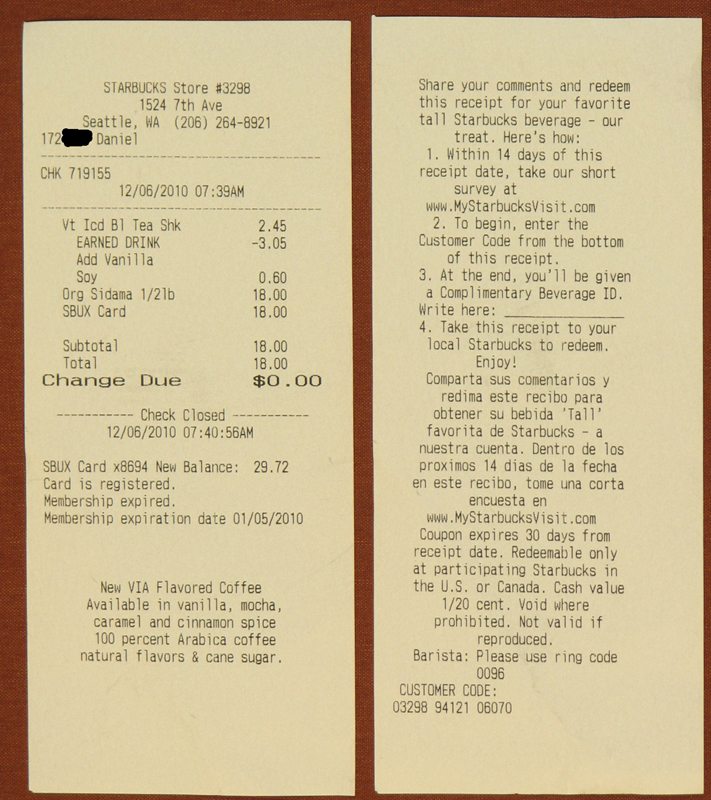 STARBUCKS Store #3298
1524 7th Ave
Seattle, WA (206) 264-8921
172 Daniel
CHK 719155
12/06/2010 07:39AM
Vt Icd Bl Tea Shk 2.45
EARNED DRINK -3.05
Add Vanilla
Soy 0.60
Org Sidama 1/2lb 18.00
SBUX Card 18.00
Subtotal 18.00
Total 18.00
Change Due $0.00
----------- Check Closed -----------
12/06/2010 07:40:56AM
SBUX Card x8694 New Balance: 29.72
Card is registered.
Membership expired.
Membership expiration date 01/05/2010
New VIA Flavored Coffee
Available in vanilla, mocha,
caramel and cinnamon spice
100 percent Arabica coffee
natural flavors & cane sugar.
Share your comments and redeem
this receipt for your favorite
tall Starbucks beverage - our
treat. Here's how:
1. Within 14 days of this
receipt date, take our short
survey at
www.MyStarbucksVisit.com
2. To begin, enter the
Customer Code from the bottom
of this receipt.
3. At the end, you'll be given
a Complimentary Beverage ID.
Write here: _______________
4. Take this receipt to your
local Starbucks to redeem.
Enjoy!
Comparta sus comentarios y
redima este recibo para
obtener su bebida 'Tall'
favorita de Starbucks - a
nuestra cuenta. Dentro de los
proximos 14 dias de la fecha
en este recibo, tome una corta
encuesta en
www.MyStarbucksVisit.com
Coupon expires 30 days from
receipt date. Redeemable only
at participating Starbucks in
the U.S. or Canada. Cash value
1/20 cent. Void where
prohibited. Not valid if
reproduced.
Barista: Please use ring code
0096
CUSTOMER CODE:
03298 94121 06070